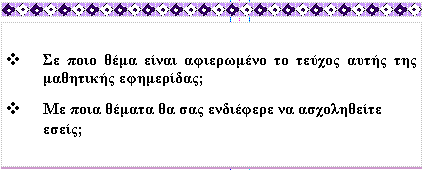 ❖ Σε ποιο θέμα είναι αφιερωμένο το τεύχος αυτής της
μαθητικής εφημερίδας;
❖ Με ποια θέματα θα σας ενδιέφερε να ασχοληθείτε
εσείς;